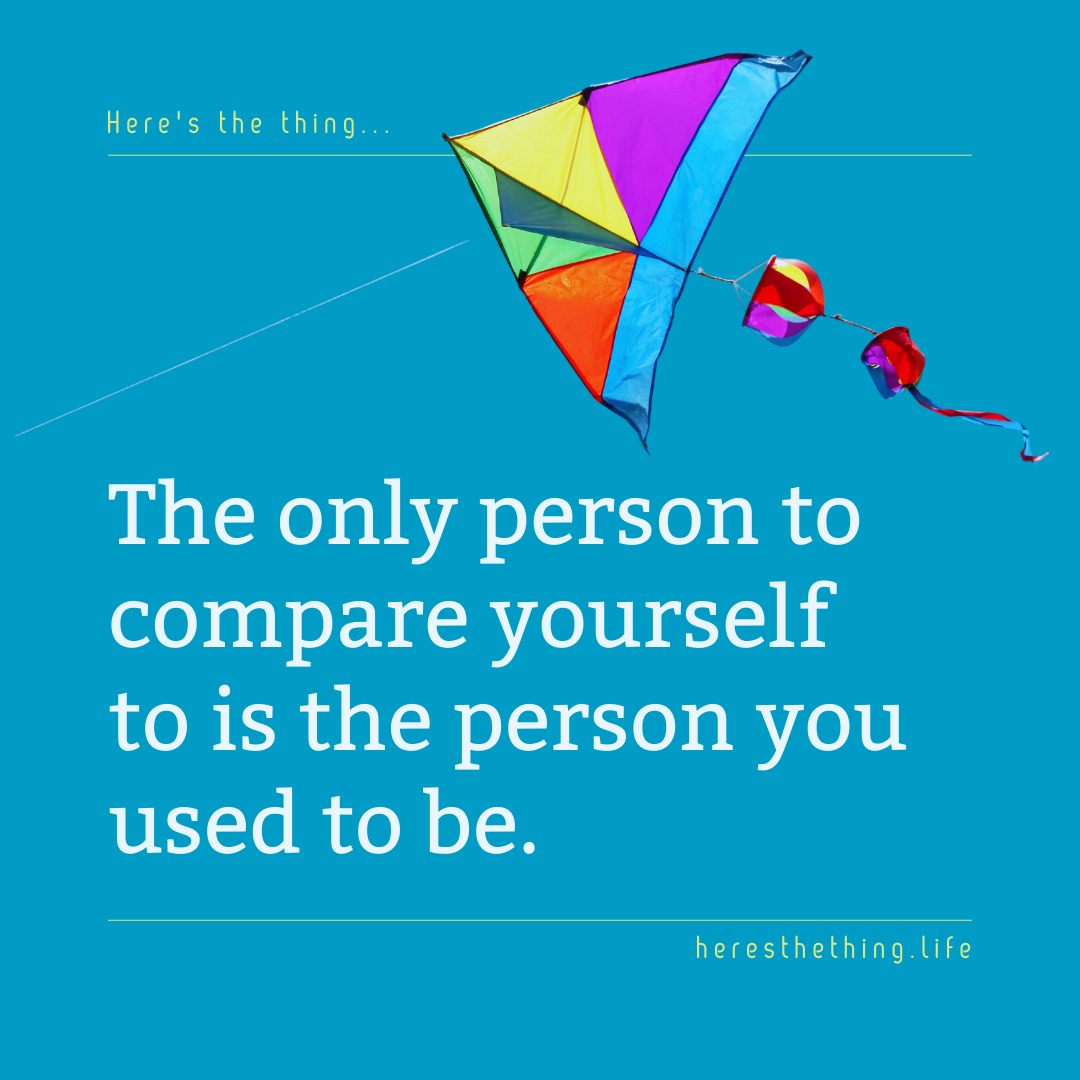 Here's the thing...
The only person to
compare yourself
to is the person you
used to be.
heresthething.life